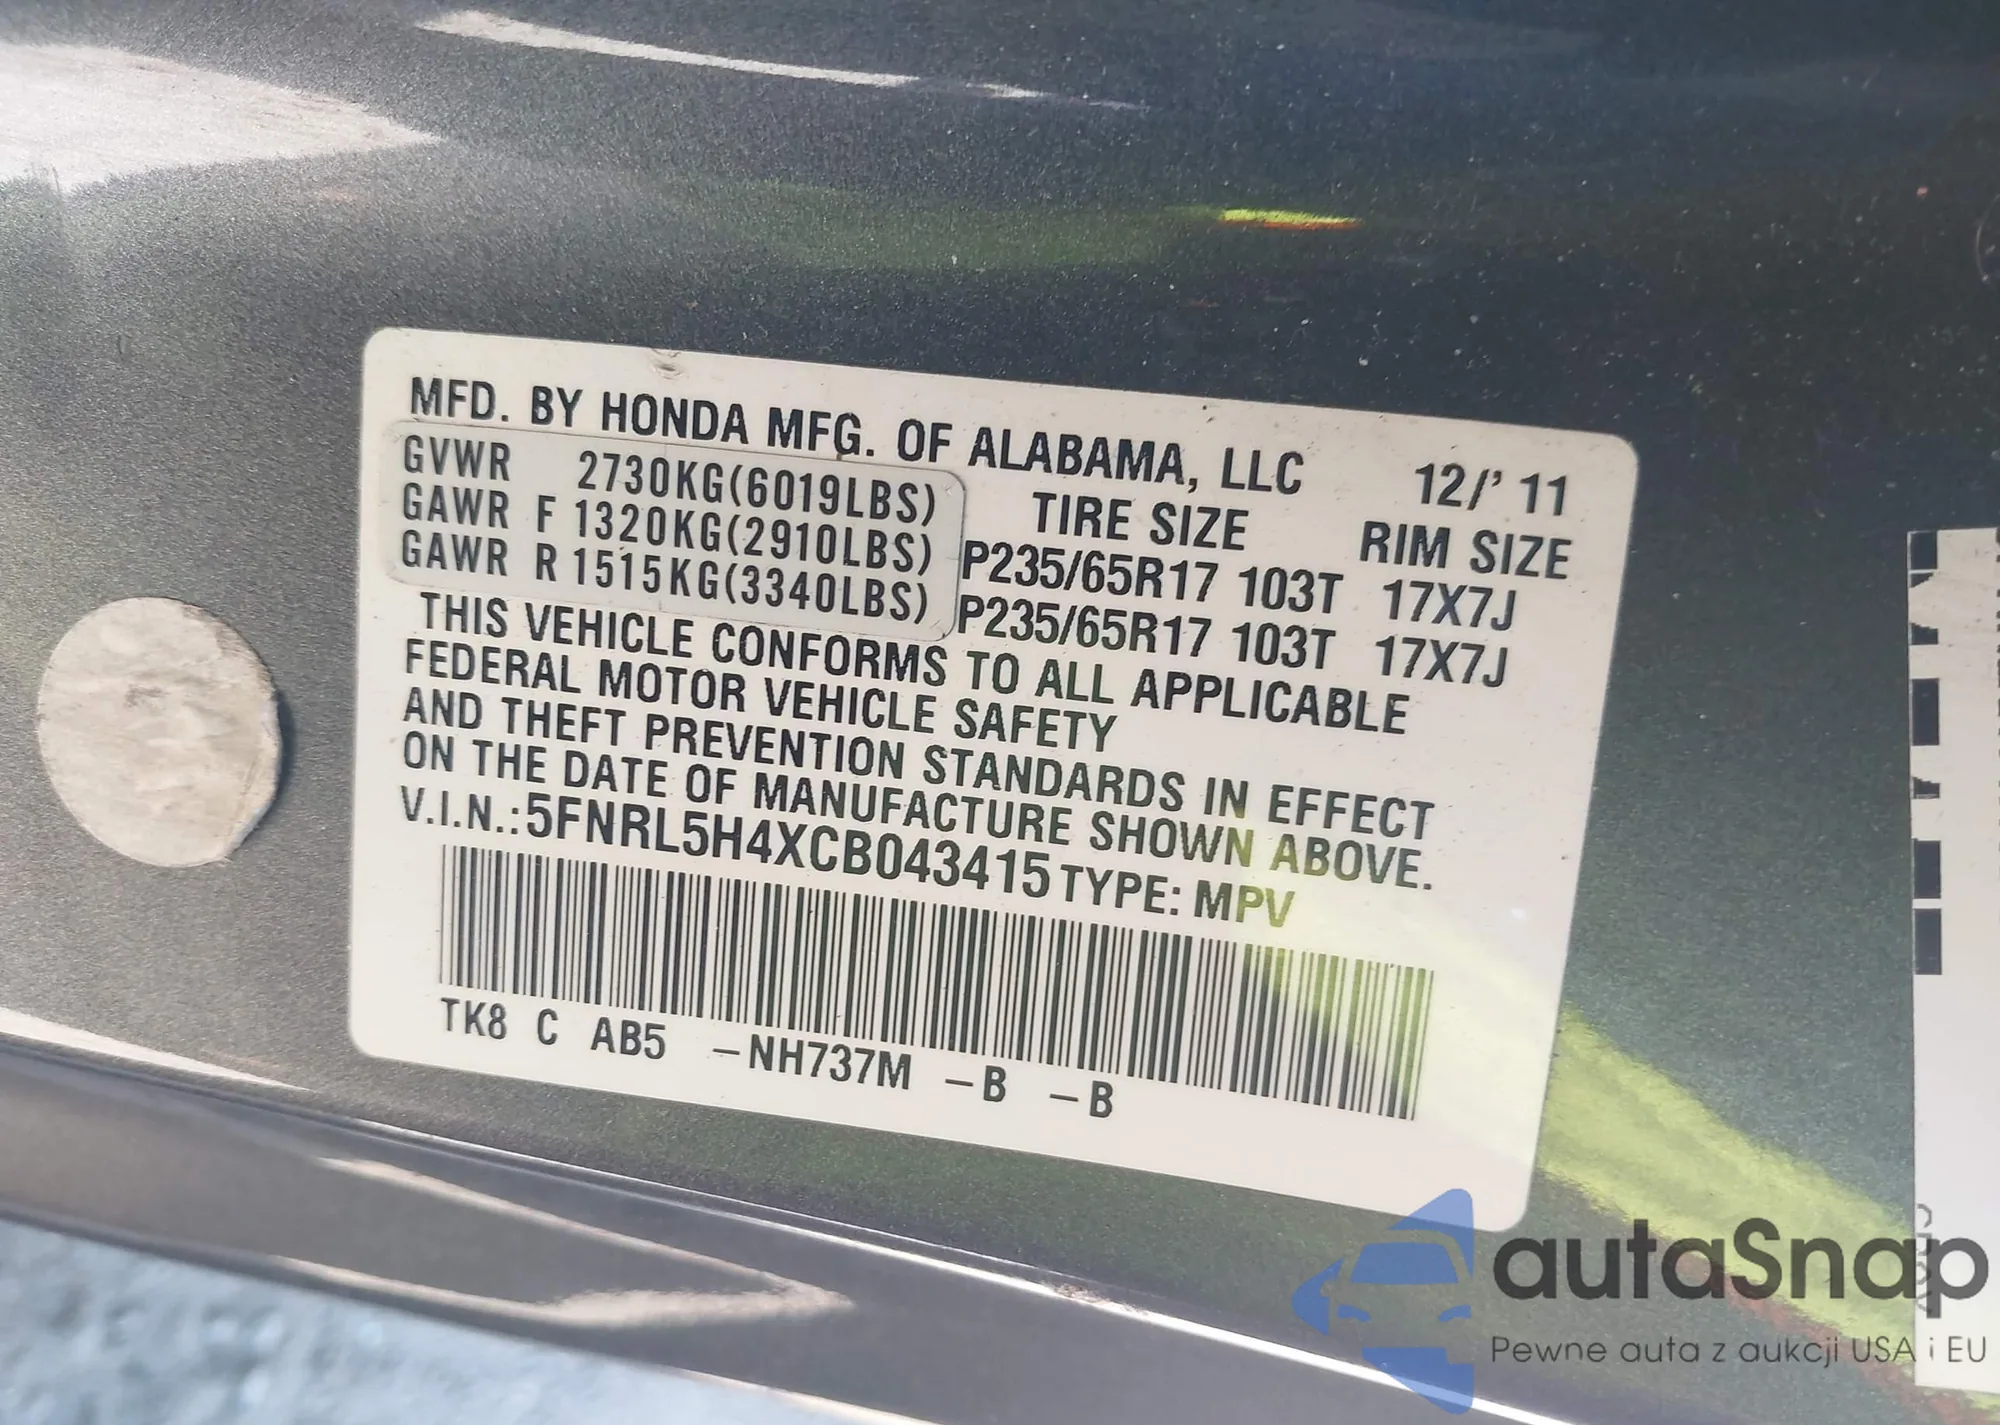 MFD. BY HONDA MFG. OF ALABAMA, LLC 12/' 11
GVWR 2730KG(6019LBS) TIRE SIZE RIM SIZE
GAWR F 1320KG(2910LBS) P235/65R17 103T 17X7J
GAWR R 1515KG(3340LBS) P235/65R17 103T 17X7J
THIS VEHICLE CONFORMS TO ALL APPLICABLE
FEDERAL MOTOR VEHICLE SAFETY
AND THEFT PREVENTION STANDARDS IN EFFECT
ON THE DATE OF MANUFACTURE SHOWN ABOVE.
V.I.N.:5FNRL5H4XCB043415 TYPE: MPV
TK8 C AB5 -NH737M -B -B
autaSnap
Pewne auta z aukcji USA i EU